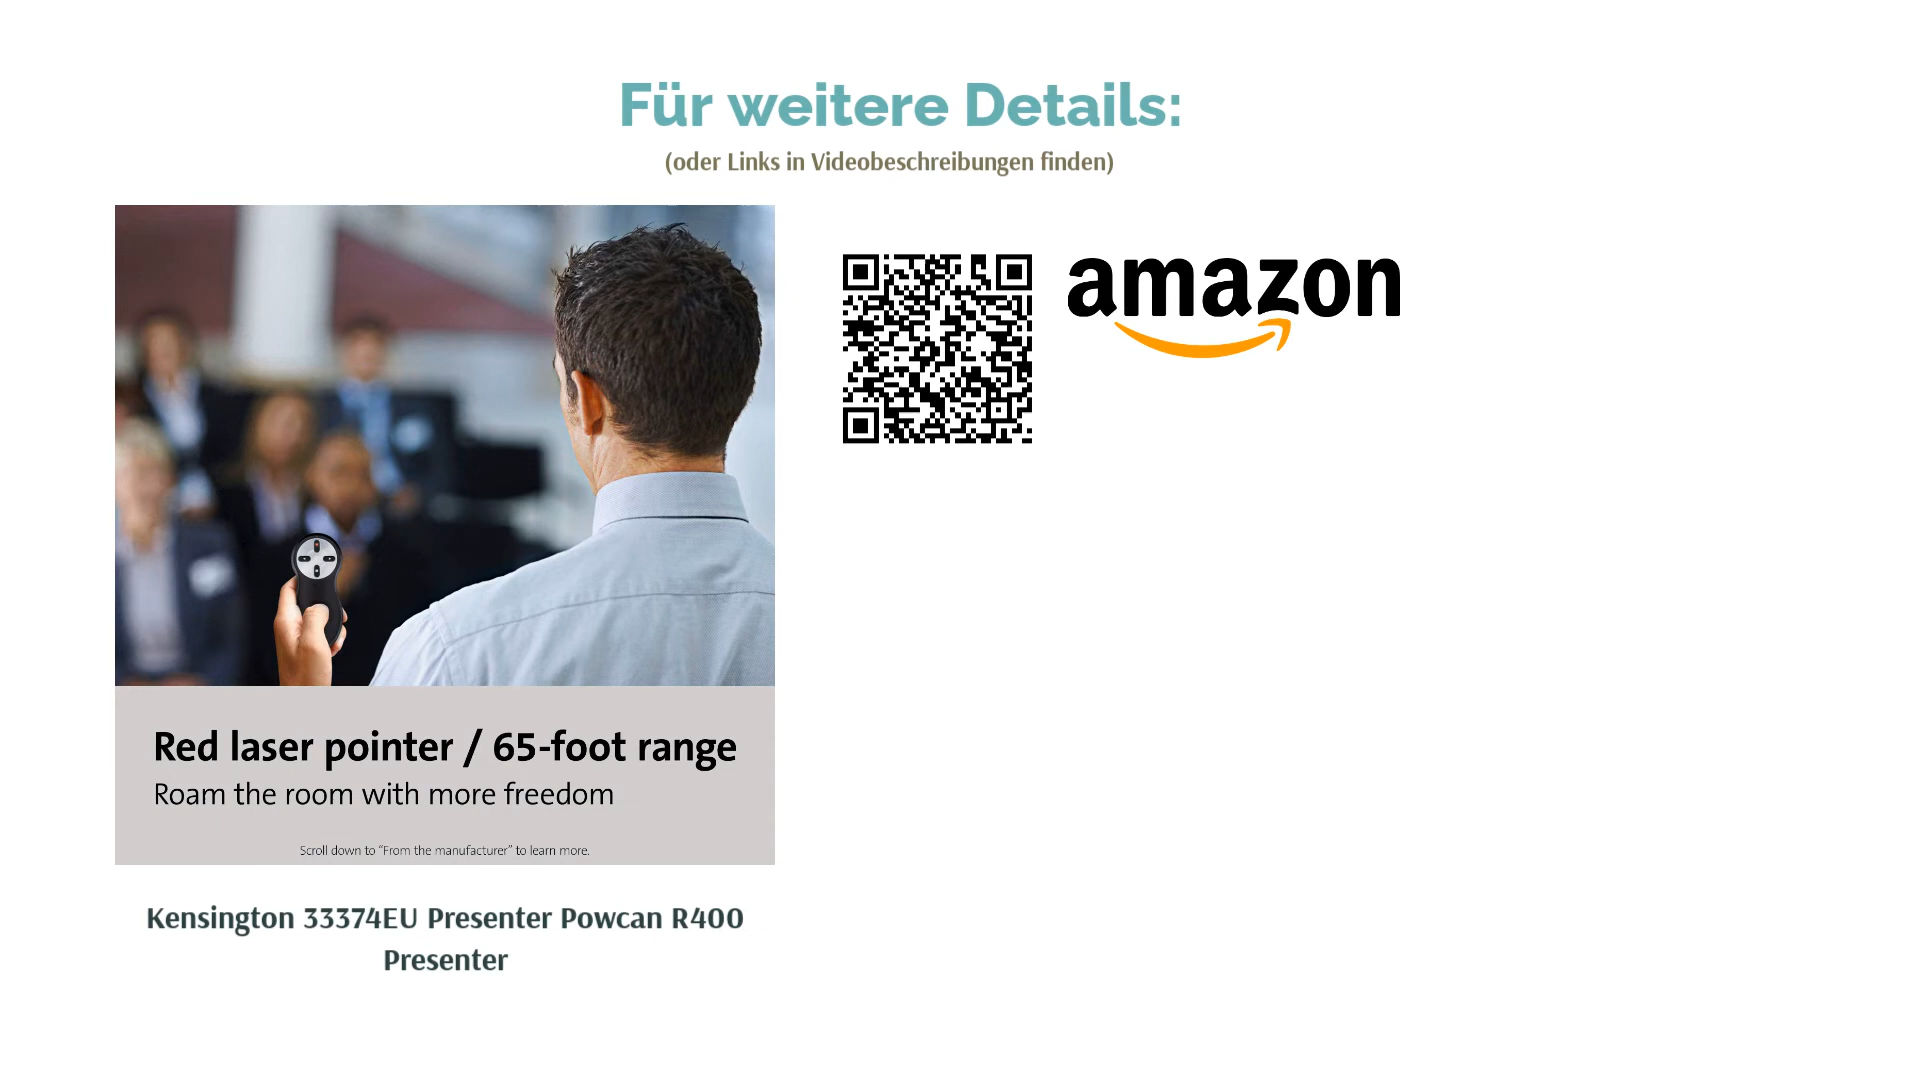 Für weitere Details:
(oder Links in Videobeschreibungen finden)
amazon
Red laser pointer / 65-foot range
Roam the room with more freedom
Scroll down to “From the manufacturer” to learn more.
Kensington 33374EU Presenter Powcan R400
Presenter